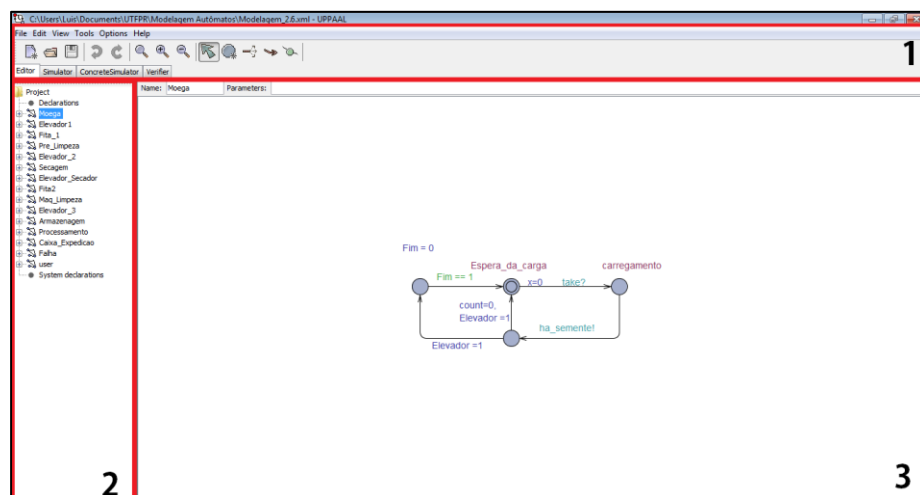 C:\Users\Luis\Documents\UTFPR\Modelagem Autômatos\Modelagem_2.6.xml - UPPAAL
File Edit View Tools Options Help
1
Editor Simulator ConcreteSimulator Verifier
Name: Moega Parameters:
Project
Declarations
Moega
Elevador1
Fita_1
Pre_Limpeza
Elevador_2
Secagem
Elevador_Secador
Fita2
Maq_Limpeza
Elevador_3
Armazenagem
Processamento
Caixa_Expedicao
Falha
user
System declarations
2
Fim = 0
Espera_da_carga carregamento
Fim == 1 x=0 take?
count=0,
Elevador =1
ha_semente!
Elevador =1
3